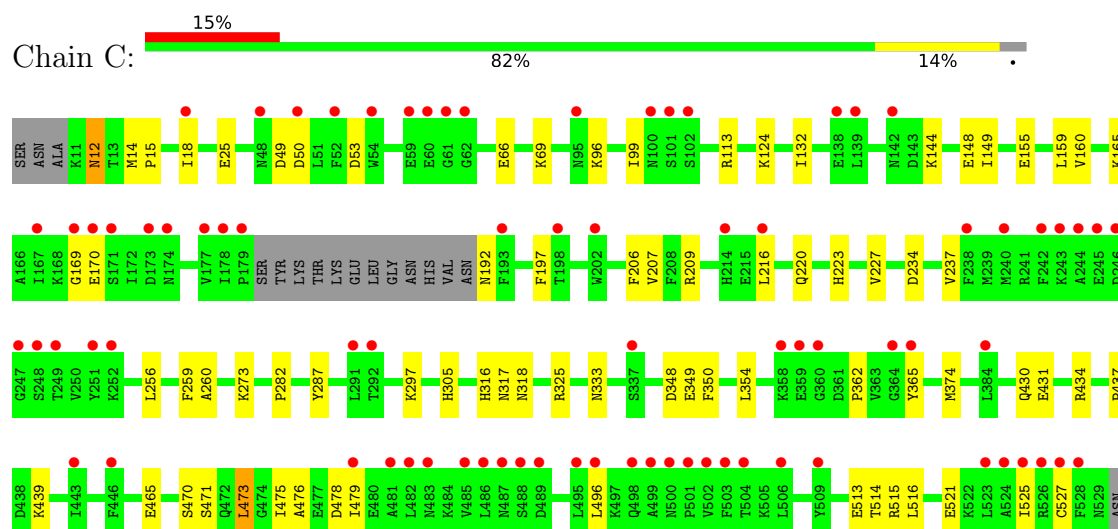 15%
Chain C:
82% 14% •
SER ASN ALA K11 N12 T13 M14 P15 I18 E25 N48 D49 D50 L51 F52 D53 W54 E59 E60 G61 G62 E66 K69 N95 K96 I99 N100 S101 S102 R113 K124 I132 E138 L139 N142 D143 K144 E148 I149 E155 L159 V160 K165
A166 I167 K168 G169 E170 S171 I172 D173 N174 V177 I178 P179 SER TYR LYS THR LYS GLU LEU GLY ASN HIS VAL ASN N192 F193 F197 T198 W202 F206 V207 F208 R209 H214 E215 L216 Q220 H223 V227 D234 V237 F238 M239 M240 R241 F242 K243 A244 E245 D246
G247 S248 T249 V250 Y251 K252 L256 F259 A260 K273 P282 Y287 L291 T292 K297 H305 H316 N317 N318 R325 N333 S337 D348 E349 F350 L354 K358 E359 G360 D361 P362 V363 G364 Y365 M374 L384 Q430 E431 R434
D438 K439 I443 F446 E465 S470 S471 Q472 L473 G474 I475 A476 E477 D478 I479 E480 A481 L482 N483 K484 V485 L486 N487 S488 D489 L495 L496 K497 Q498 A499 N500 P501 V502 F503 T504 K505 L506 Y509 E513 T514 R515 L516 E521 K522 L523 A524 I525 R526 G527 F528 N529